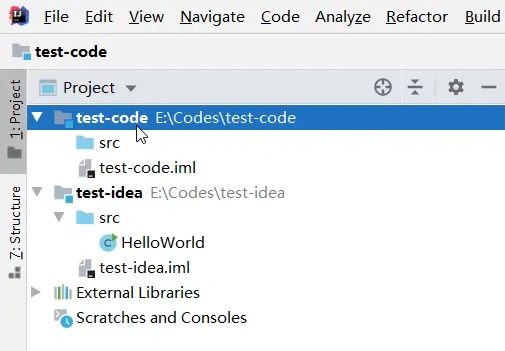 File Edit View Navigate Code Analyze Refactor Build
test-code
Project
1: Project
test-code E:\Codes\test-code
src
test-code.iml
test-idea E:\Codes\test-idea
src
HelloWorld
test-idea.iml
External Libraries
Scratches and Consoles
7: Structure